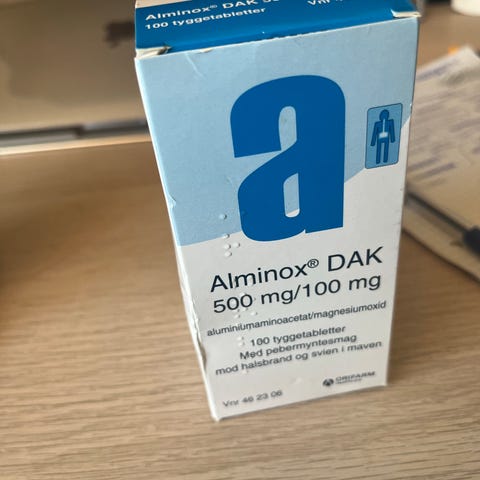 Alminox® DAK
100 tyggetabletter
Vnr
a
Alminox® DAK
500 mg/100 mg
aluminiumaminoacetat/magnesiumoxid
100 tyggetabletter
Med pebermyntesmag
mod halsbrand og svien i maven
ORIFARM
Vnr 46 23 06